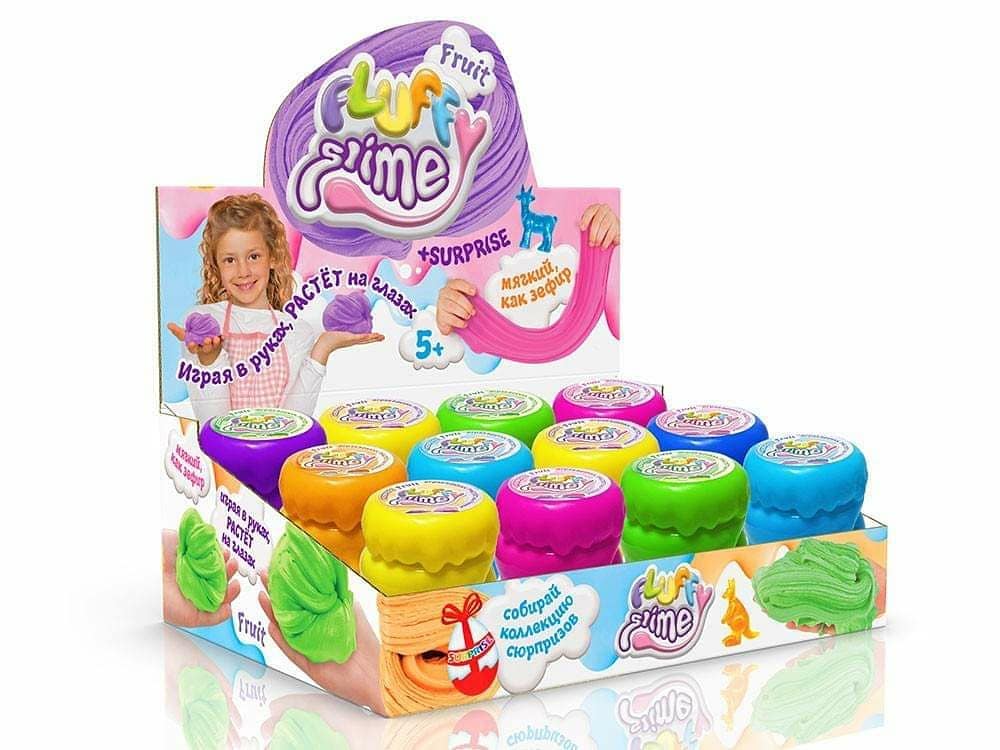 Fruit
FLUFFY
slime
+SURPRISE
мягкий,
как зефир
Играя в руках, РАСТЁТ на глазах
5+
мягкий,
как зефир
играя в руках,
РАСТЁТ
на глазах
Fruit
SURPRISE
собирай
коллекцию
сюрпризов
FLUFFY
slime